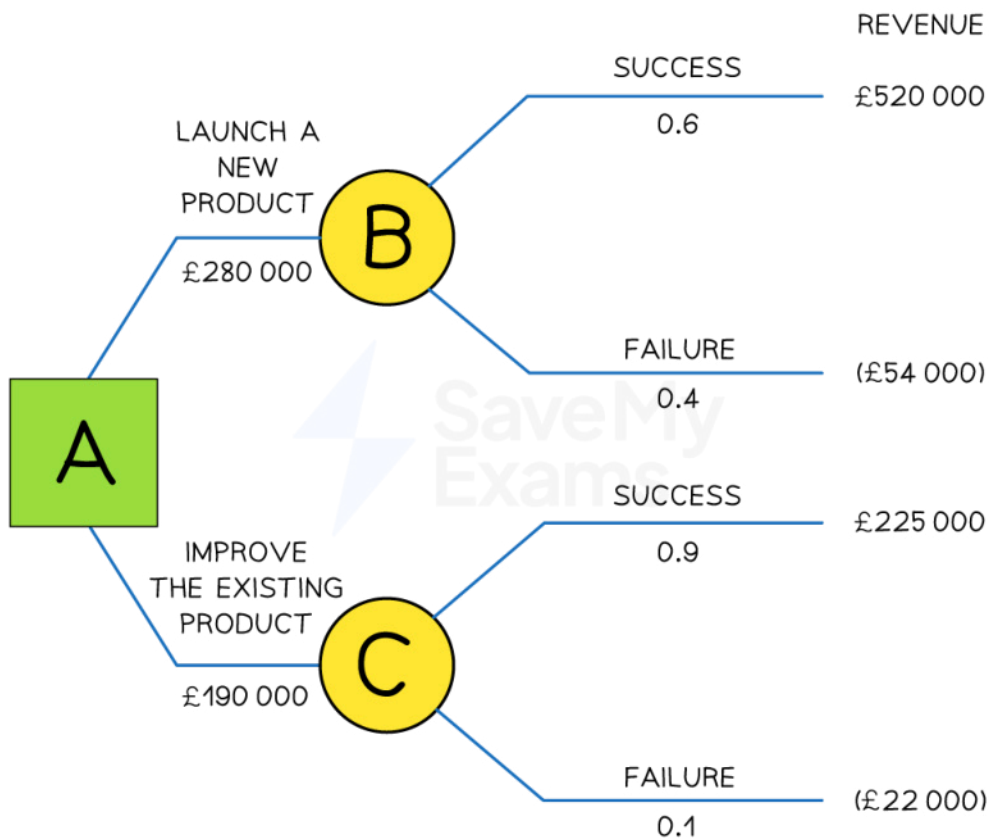 REVENUE
SUCCESS
£520 000
0.6
LAUNCH A
NEW
PRODUCT
B
£280 000
FAILURE
(£54 000)
0.4
SaveMy
Exams
A
SUCCESS
£225 000
0.9
IMPROVE
THE EXISTING
PRODUCT
C
£190 000
FAILURE
(£22 000)
0.1